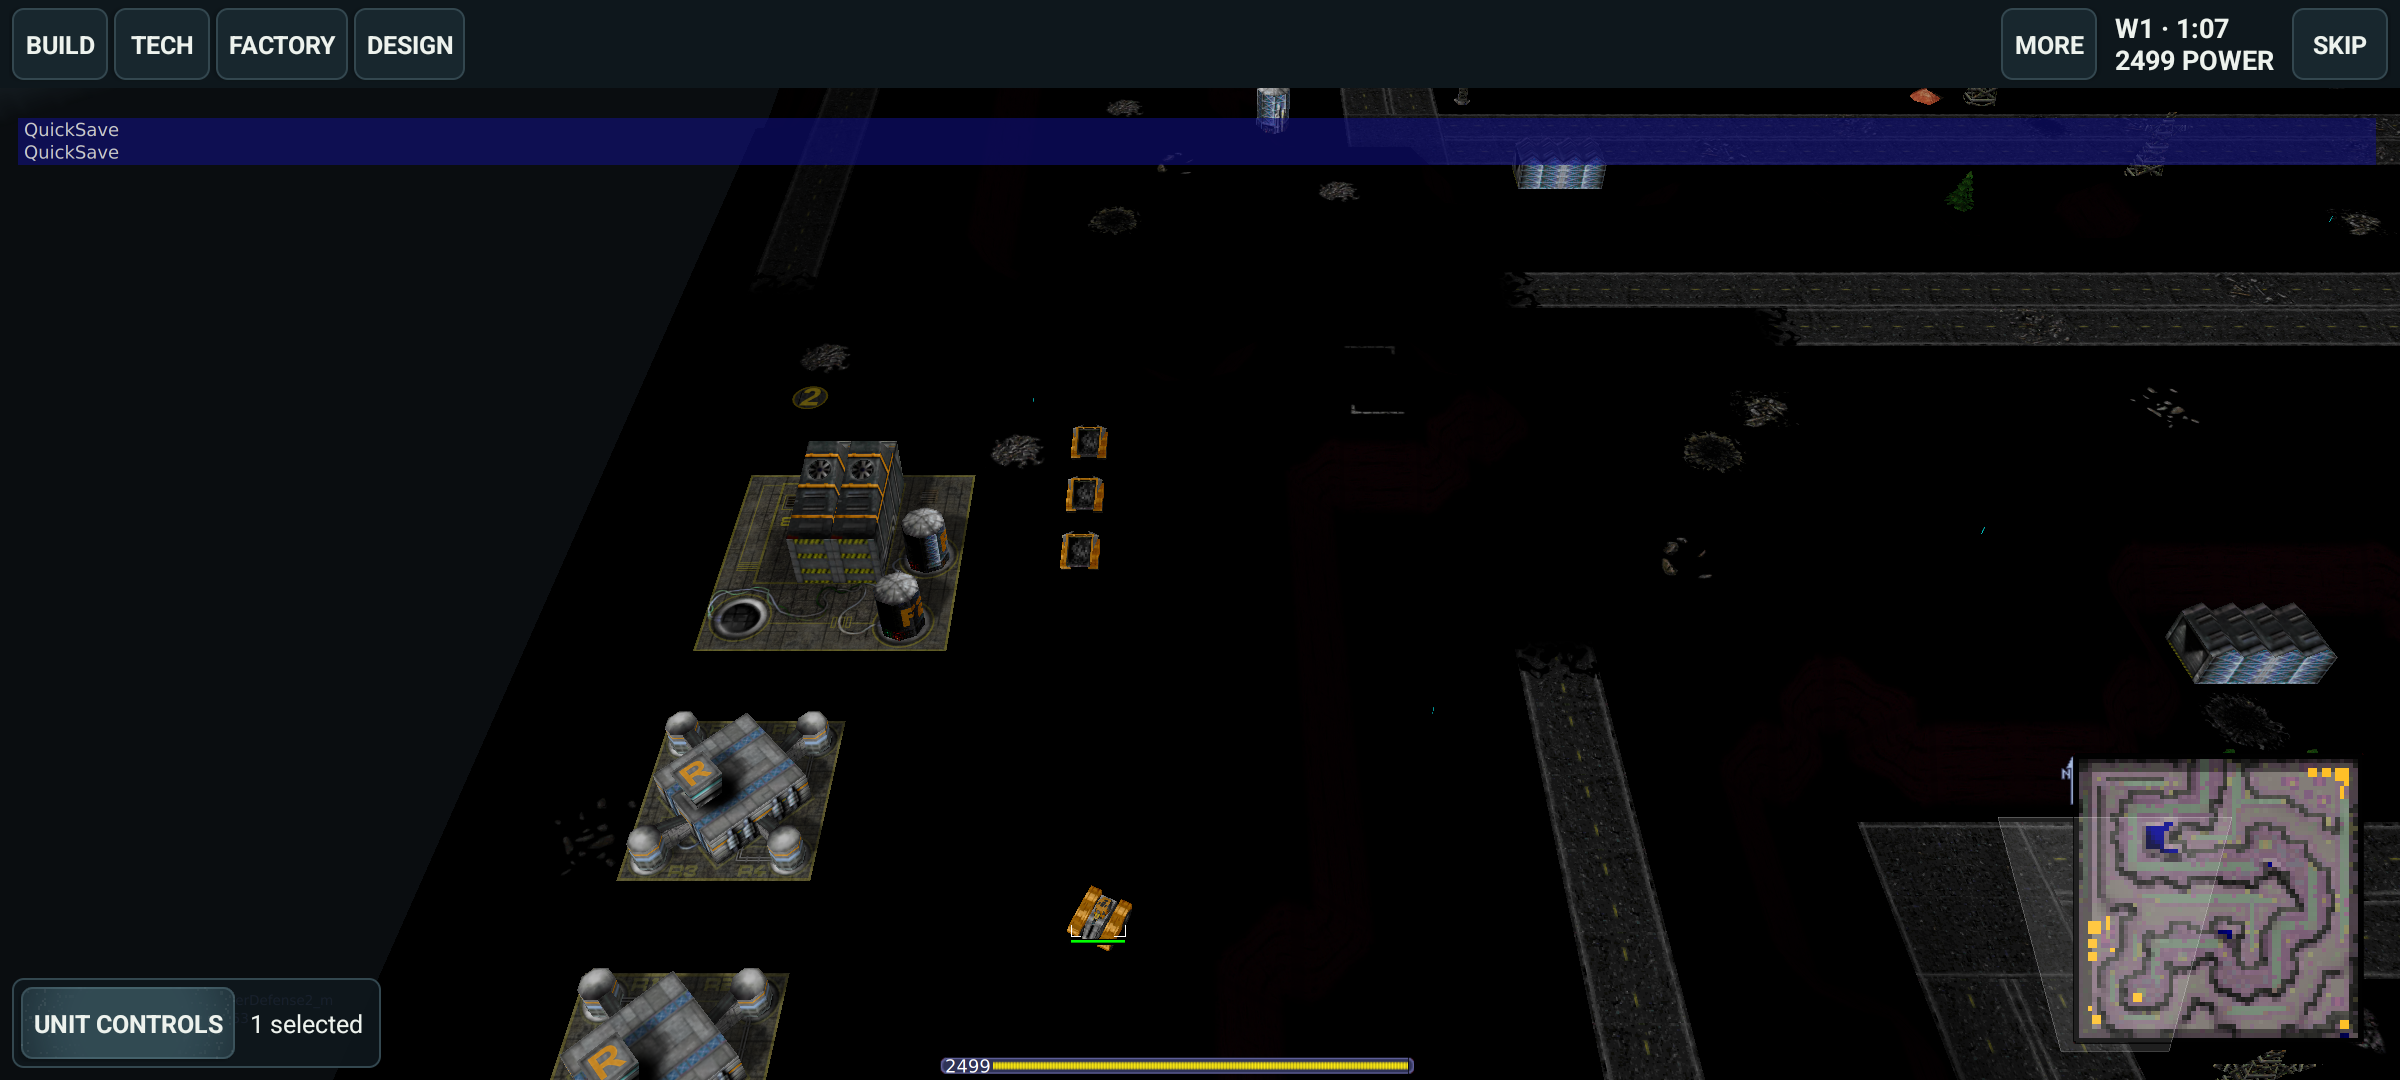 BUILD
TECH
FACTORY
DESIGN
MORE
W1 · 1:07
2499 POWER
SKIP
QuickSave
QuickSave
2
R
R
N
UNIT CONTROLS
1 selected
2499